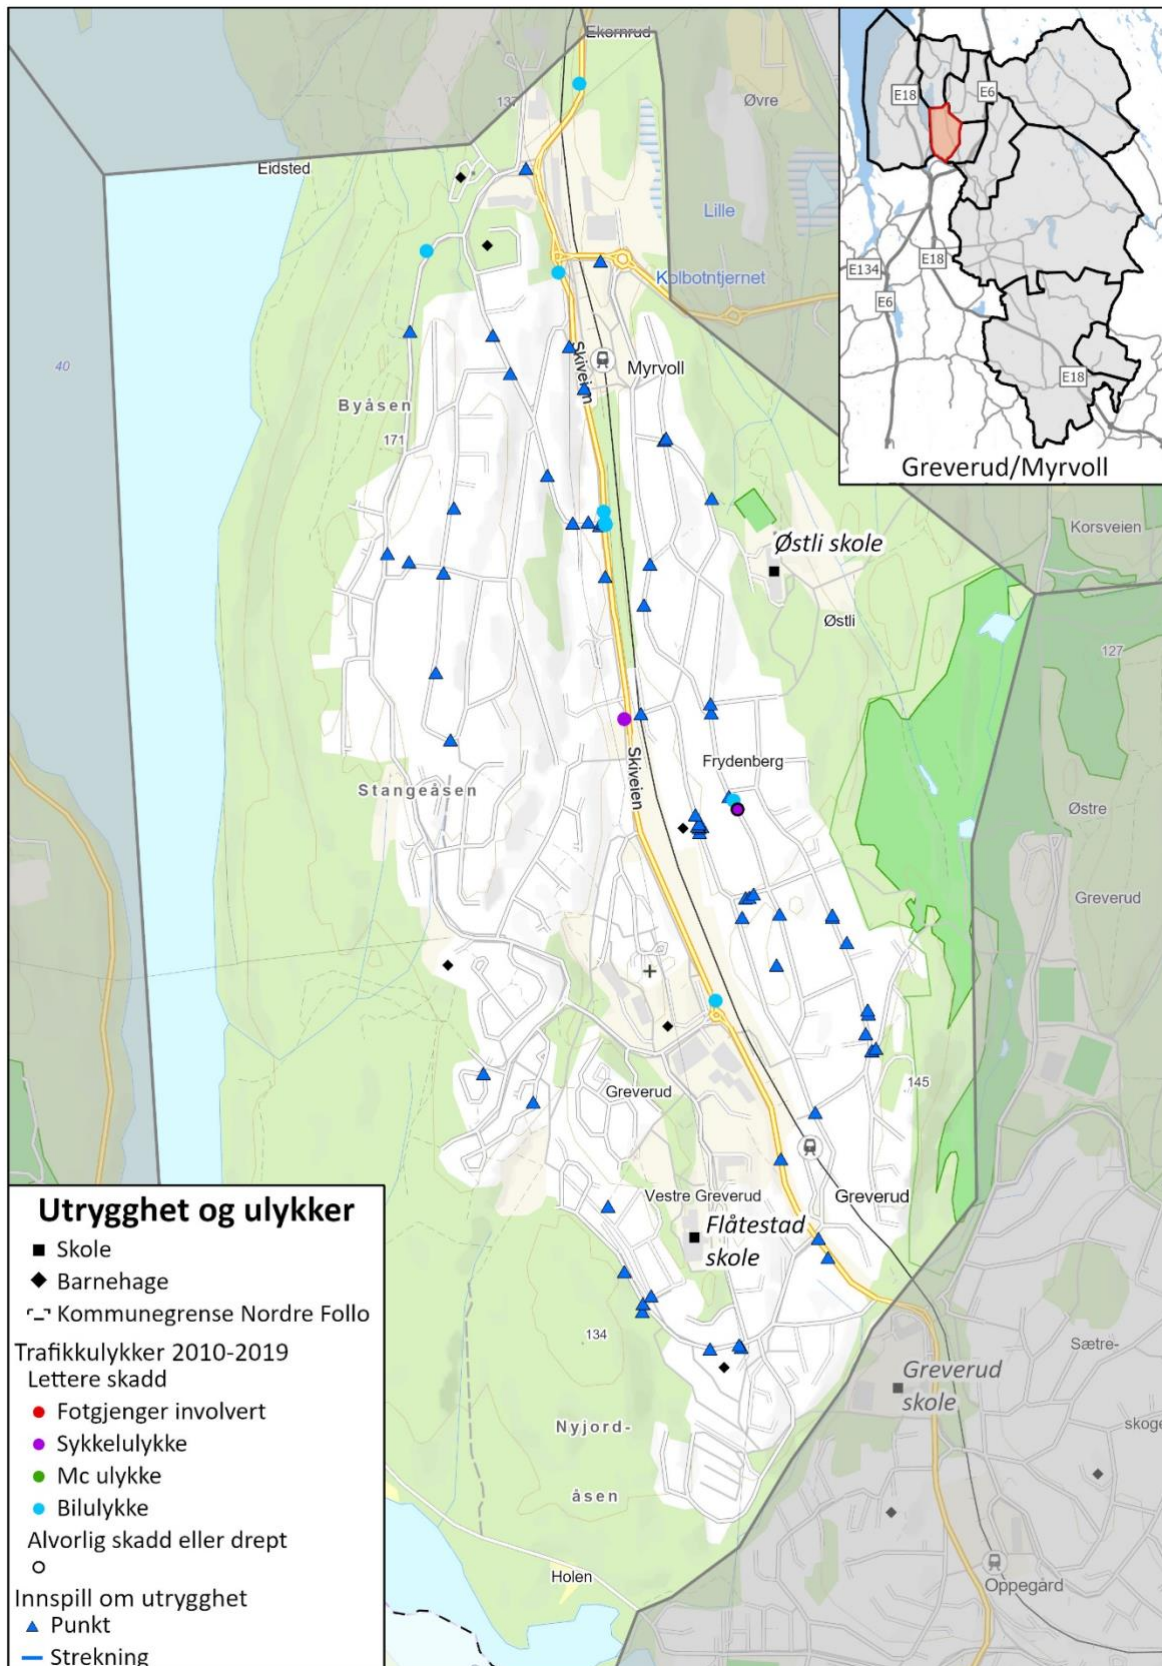 Ekornrud
137
Øvre
Eidsted
Lille
Kolbotntjernet
40
Skiveien
Myrvoll
Byåsen
171
Østli skole
Korsveien
Østli
127
Skiveien
Frydenberg
Stangeåsen
Østre
Greverud
145
Greverud
Vestre Greverud
Greverud
Flåtestad
skole
134
Sætre-
Greverud
skole
Nyjord-
skoge
åsen
Holen
Oppegård
E18
E6
E134
E18
E6
E18
Greverud/Myrvoll
Utrygghet og ulykker
Skole
Barnehage
Kommunegrense Nordre Follo
Trafikkulykker 2010-2019
Lettere skadd
Fotgjenger involvert
Sykkelulykke
Mc ulykke
Bilulykke
Alvorlig skadd eller drept
Innspill om utrygghet
Punkt
Strekning